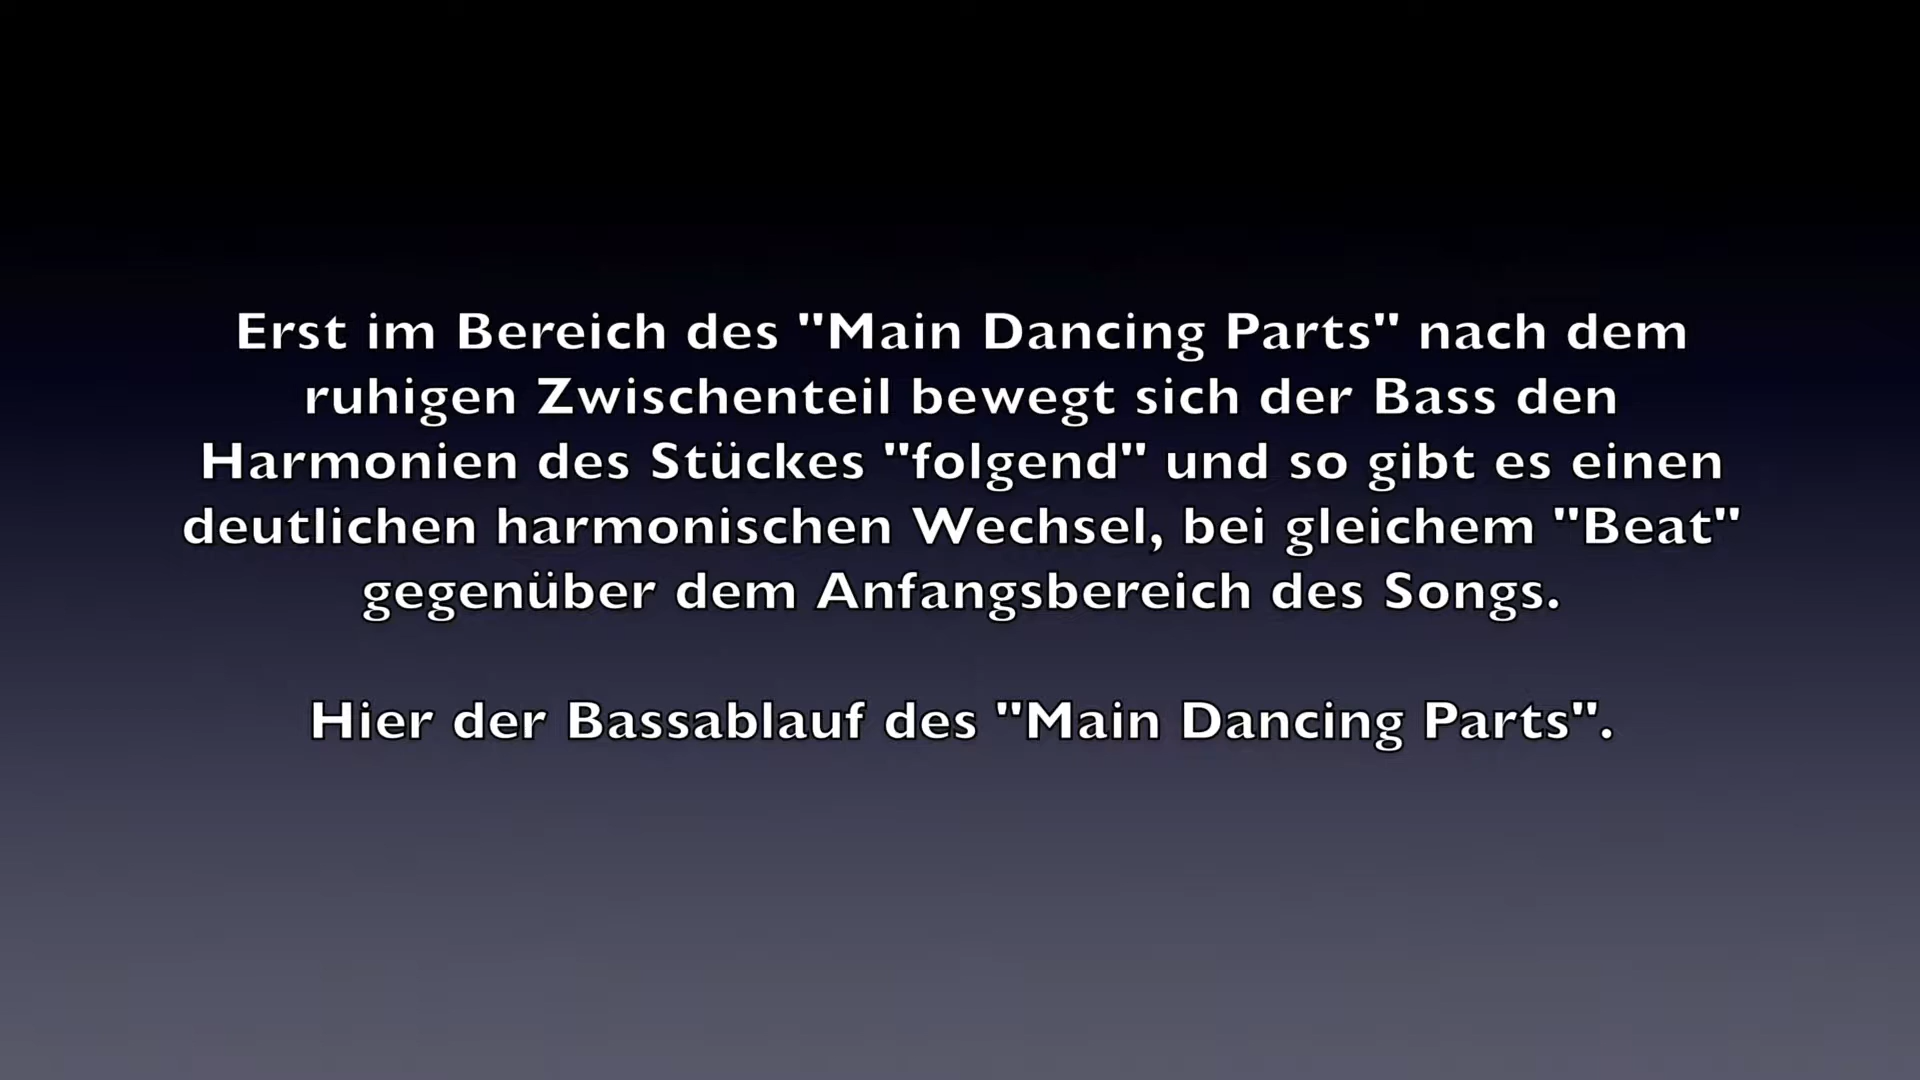 Erst im Bereich des "Main Dancing Parts" nach dem
ruhigen Zwischenteil bewegt sich der Bass den
Harmonien des Stückes "folgend" und so gibt es einen
deutlichen harmonischen Wechsel, bei gleichem "Beat"
gegenüber dem Anfangsbereich des Songs.
Hier der Bassablauf des "Main Dancing Parts".